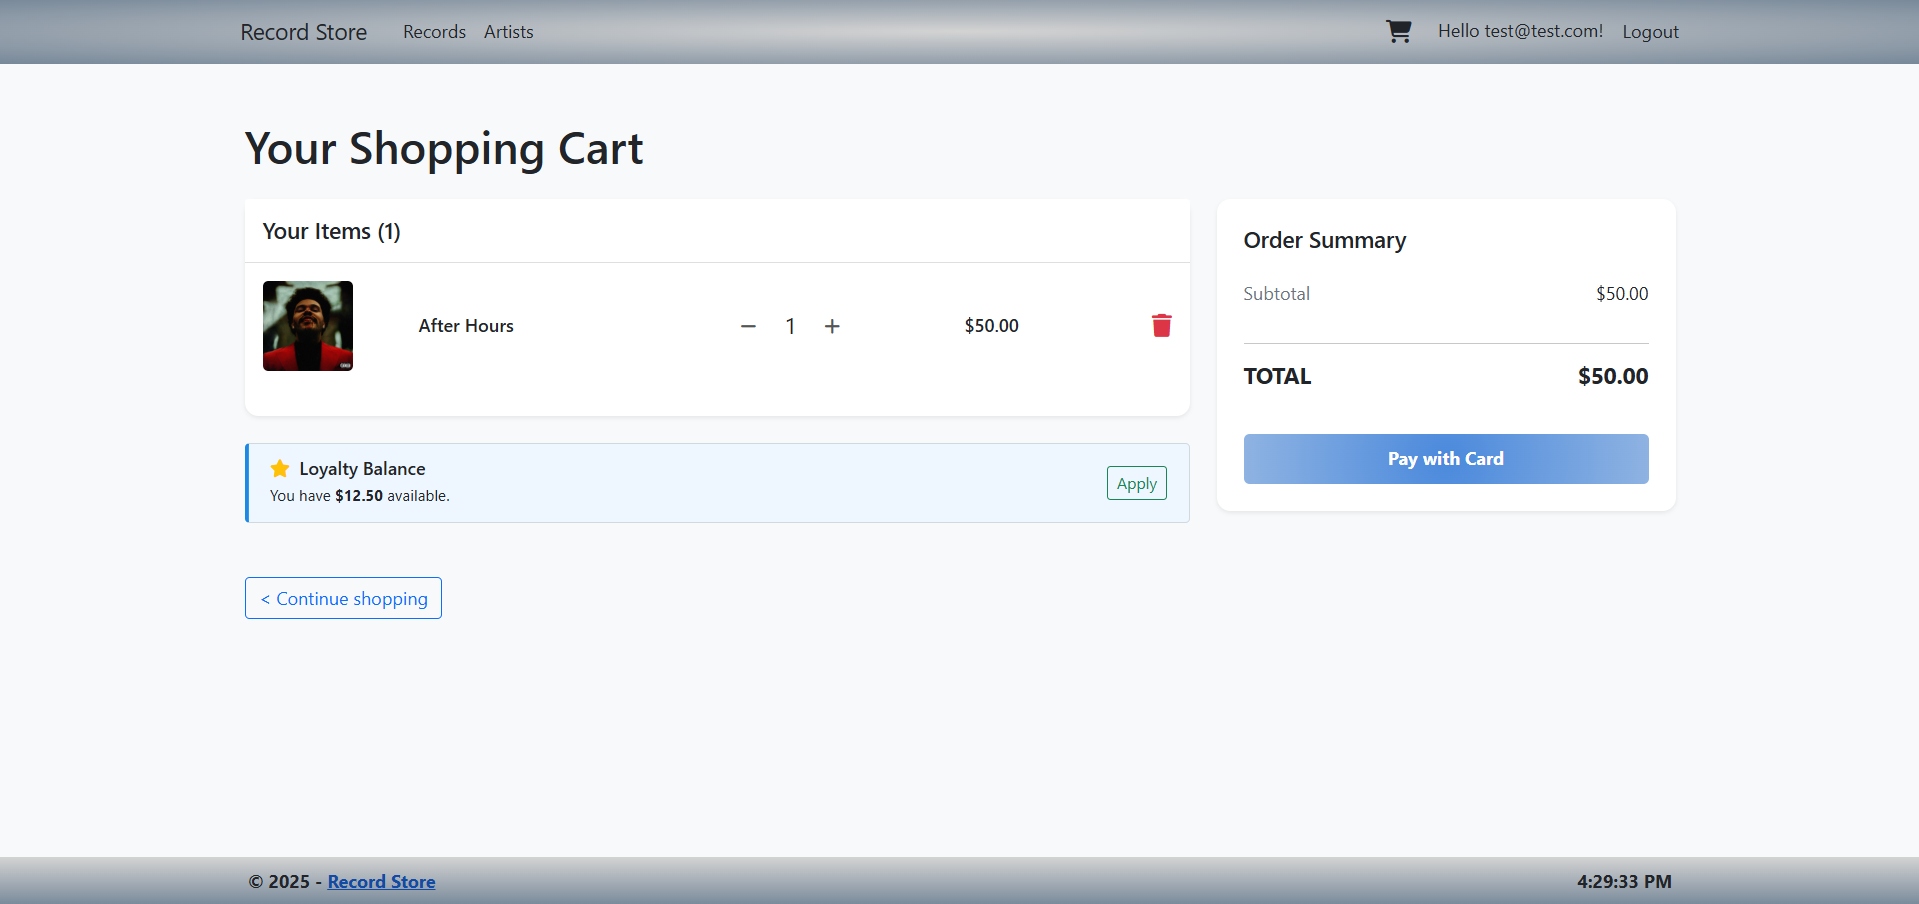 Record Store Records Artists Hello test@test.com! Logout
Your Shopping Cart
Your Items (1)
After Hours − 1 + $50.00
Loyalty Balance
You have $12.50 available.
Apply
< Continue shopping
Order Summary
Subtotal $50.00
TOTAL $50.00
Pay with Card
© 2025 - Record Store 4:29:33 PM